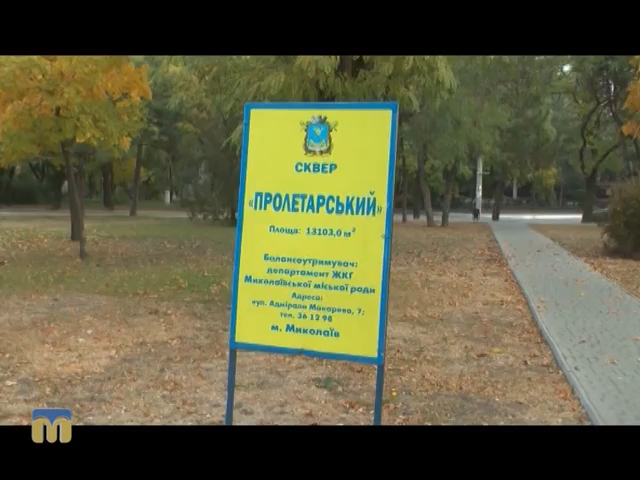 СКВЕР
«ПРОЛЕТАРСЬКИЙ»
Площа: 13103,0 м²
Балансоутримувач:
департамент ЖКГ
Миколаївської міської ради
Адреса:
вул. Адмірала Макарова, 7;
тел. 36 12 98
м. Миколаїв